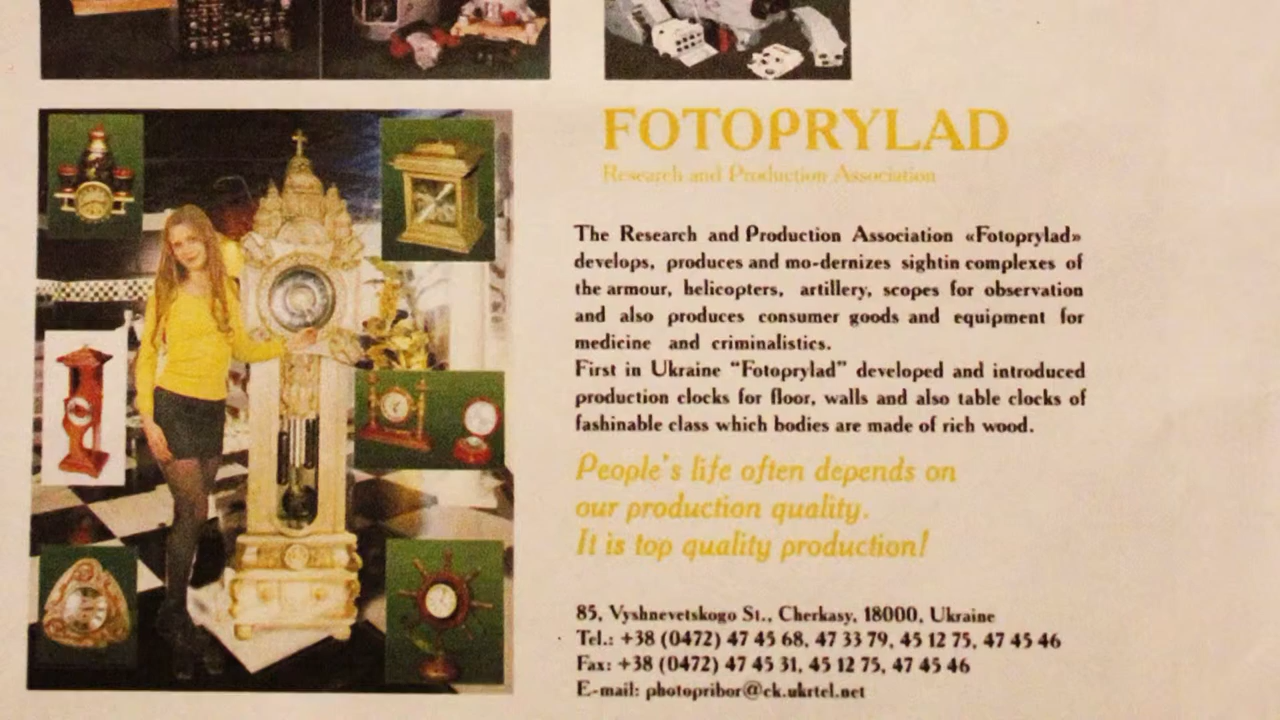 FOTOPRYLAD
Research and Production Association
The Research and Production Association «Fotoprylad»
develops, produces and mo-dernizes sightin complexes of
the armour, helicopters, artillery, scopes for observation
and also produces consumer goods and equipment for
medicine and criminalistics.
First in Ukraine "Fotoprylad" developed and introduced
production clocks for floor, walls and also table clocks of
fashinable class which bodies are made of rich wood.
People's life often depends on
our production quality.
It is top quality production!
85, Vyshnevetskogo St., Cherkasy, 18000, Ukraine
Tel.: +38 (0472) 47 45 68, 47 33 79, 45 12 75, 47 45 46
Fax: +38 (0472) 47 45 31, 45 12 75, 47 45 46
E-mail: photopribor@ck.ukrtel.net